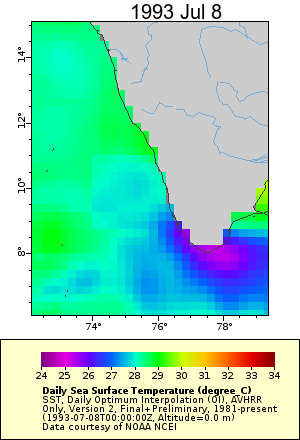 1993 Jul 8
14°
12°
10°
8°
74° 76° 78°
24 25 26 27 28 29 30 31 32 33 34
Daily Sea Surface Temperature (degree_C)
SST, Daily Optimum Interpolation (OI), AVHRR
Only, Version 2, Final+Preliminary, 1981-present
(1993-07-08T00:00:00Z, Altitude=0.0 m)
Data courtesy of NOAA NCEI